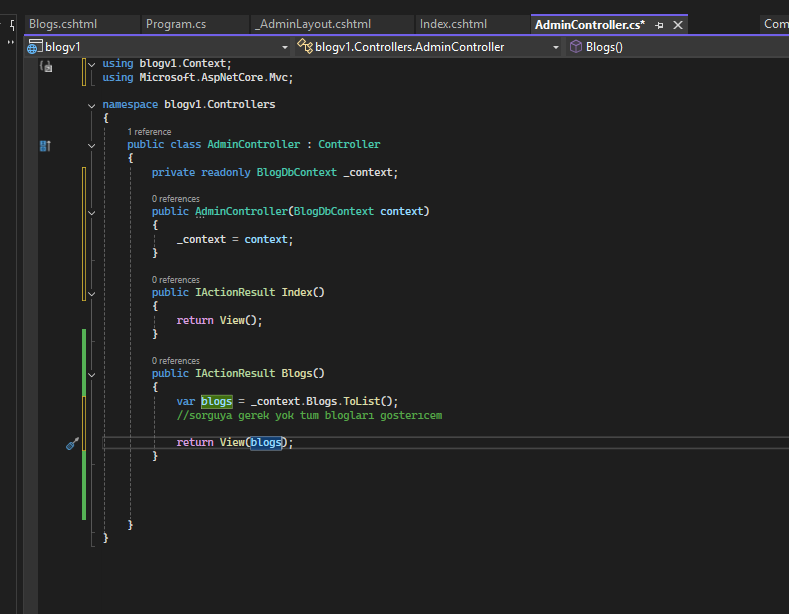 Blogs.cshtml Program.cs _AdminLayout.cshtml Index.cshtml AdminController.cs* Com
blogv1 blogv1.Controllers.AdminController Blogs()
using blogv1.Context;
using Microsoft.AspNetCore.Mvc;
namespace blogv1.Controllers
{
1 reference
public class AdminController : Controller
{
private readonly BlogDbContext _context;
0 references
public AdminController(BlogDbContext context)
{
_context = context;
}
0 references
public IActionResult Index()
{
return View();
}
0 references
public IActionResult Blogs()
{
var blogs = _context.Blogs.ToList();
//sorguya gerek yok tum blogları gosterıcem
return View(blogs);
}
}
}